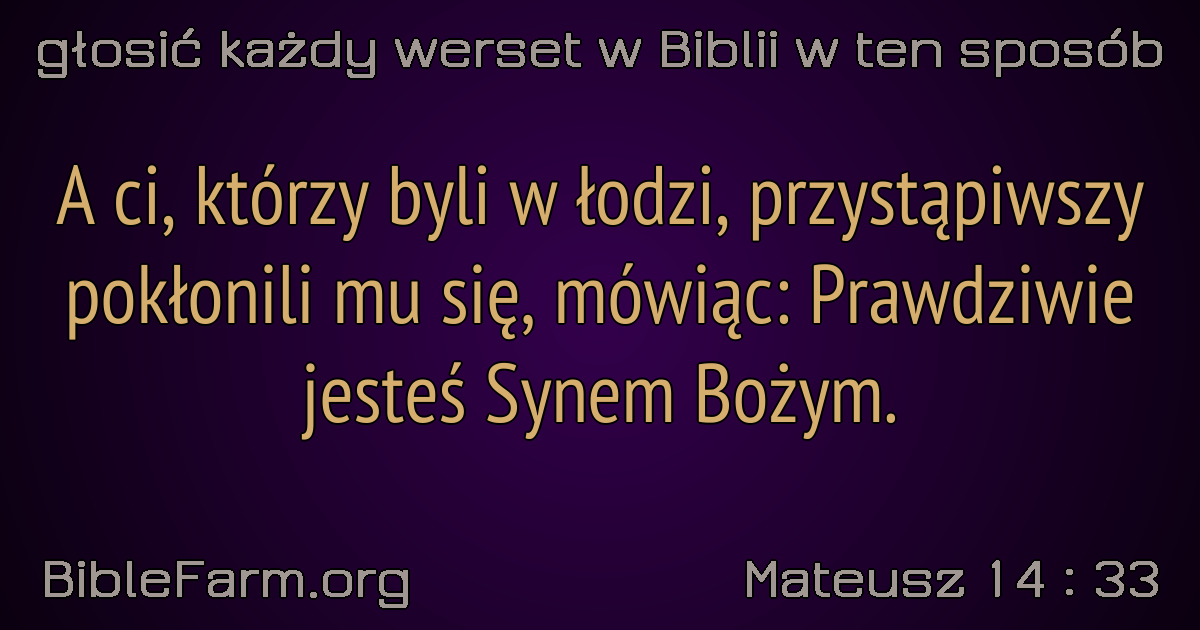 głosić każdy werset w Biblii w ten sposób
A ci, którzy byli w łodzi, przystąpiwszy
pokłonili mu się, mówiąc: Prawdziwie
jesteś Synem Bożym.
BibleFarm.org
Mateusz 14 : 33